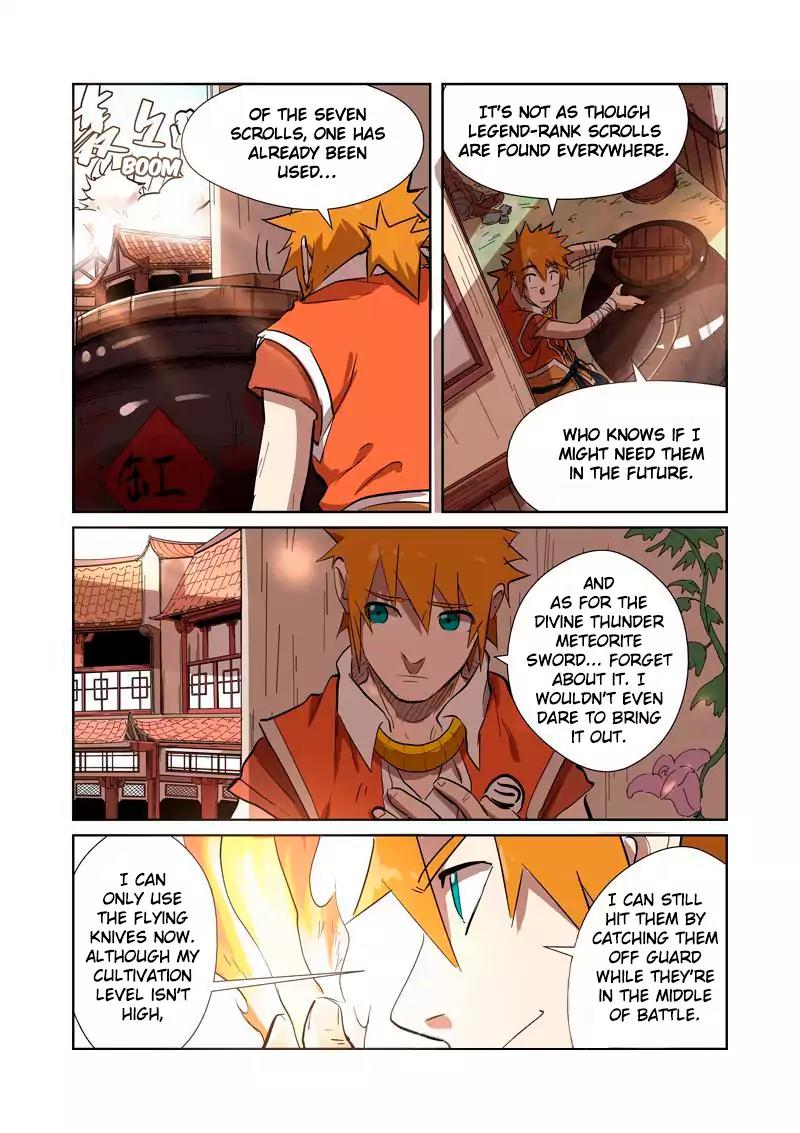 OF THE SEVEN
SCROLLS, ONE HAS
ALREADY BEEN
USED...
BOOM
缸
IT'S NOT AS THOUGH
LEGEND-RANK SCROLLS
ARE FOUND EVERYWHERE.
WHO KNOWS IF I
MIGHT NEED THEM
IN THE FUTURE.
AND
AS FOR THE
DIVINE THUNDER
METEORITE
SWORD... FORGET
ABOUT IT. I
WOULDN'T EVEN
DARE TO BRING
IT OUT.
I CAN
ONLY USE
THE FLYING
KNIVES NOW.
ALTHOUGH MY
CULTIVATION
LEVEL ISN'T
HIGH,
I CAN STILL
HIT THEM BY
CATCHING THEM
OFF GUARD
WHILE THEY'RE
IN THE MIDDLE
OF BATTLE.